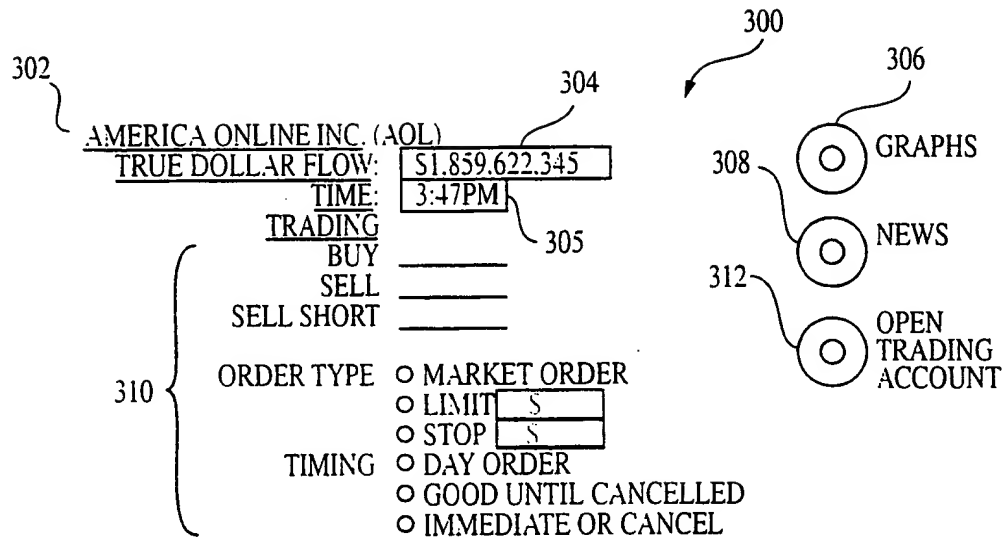 300
302
304
306
AMERICA ONLINE INC. (AOL)
TRUE DOLLAR FLOW: $1,859,622,345
GRAPHS
308
TIME: 3:47PM
305
TRADING
NEWS
BUY
SELL
312
SELL SHORT
OPEN
TRADING
ACCOUNT
310
ORDER TYPE O MARKET ORDER
O LIMIT $
O STOP $
TIMING O DAY ORDER
O GOOD UNTIL CANCELLED
O IMMEDIATE OR CANCEL